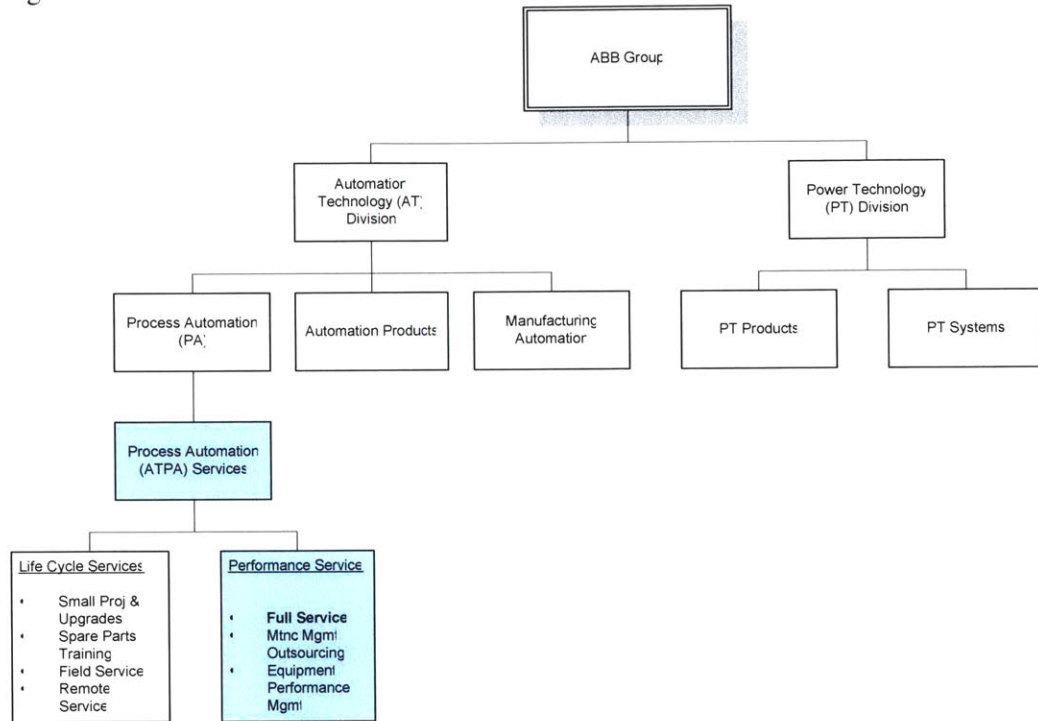 ABB Group
Automation
Technology (AT)
Division
Power Technology
(PT) Division
Process Automation
(PA)
Automation Products
Manufacturing
Automation
PT Products
PT Systems
Process Automation
(ATPA) Services
Life Cycle Services
• Small Proj &
Upgrades
• Spare Parts
Training
• Field Service
• Remote
Service
Performance Service
• Full Service
• Mtnc Mgmt
Outsourcing
• Equipment
Performance
Mgmt